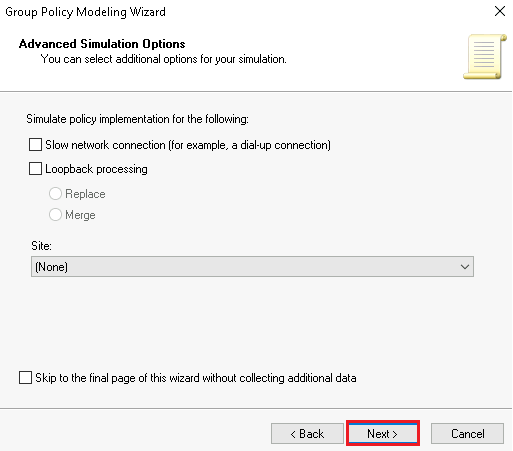 Group Policy Modeling Wizard
Advanced Simulation Options
You can select additional options for your simulation.
Simulate policy implementation for the following:
Slow network connection (for example, a dial-up connection)
Loopback processing
Replace
Merge
Site:
(None)
Skip to the final page of this wizard without collecting additional data
< Back Next > Cancel